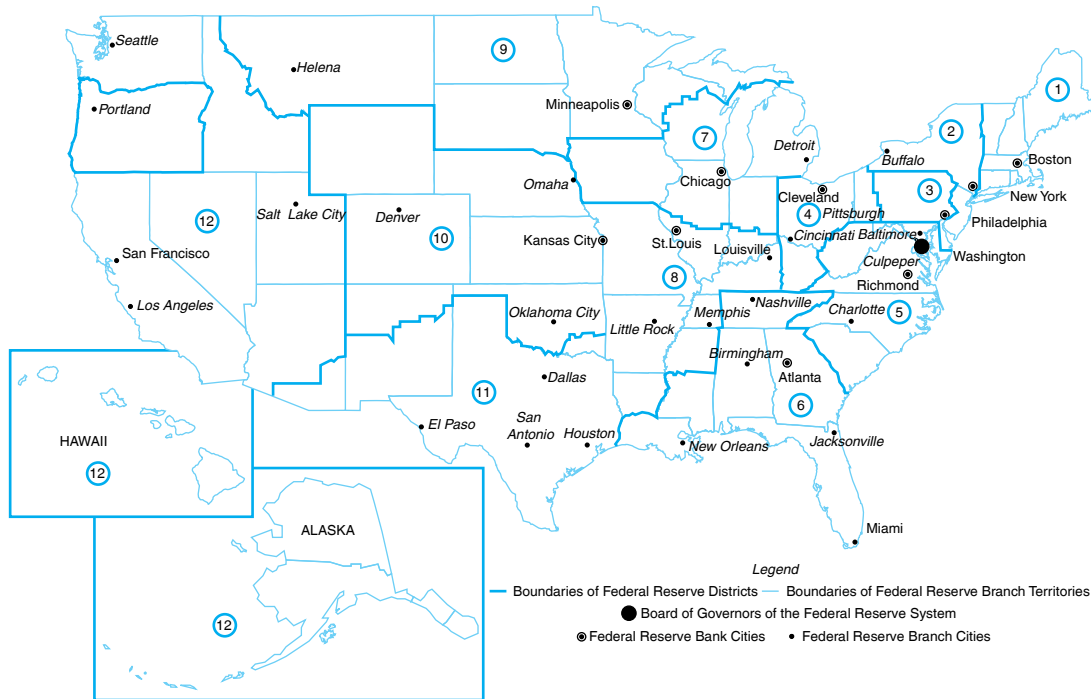 Seattle
Helena
Portland
9
Minneapolis
1
7
2
Detroit
Buffalo
Boston
Chicago
Cleveland
3
New York
Omaha
4
Pittsburgh
Philadelphia
12
Salt Lake City
Denver
10
Kansas City
St.Louis
Louisville
Cincinnati
Baltimore
Washington
San Francisco
Culpeper
Richmond
8
Los Angeles
Oklahoma City
Little Rock
Memphis
Nashville
Charlotte
5
Birmingham
Atlanta
Dallas
11
6
El Paso
San
Antonio
Houston
New Orleans
Jacksonville
HAWAII
12
Miami
ALASKA
12
Legend
Boundaries of Federal Reserve Districts
Boundaries of Federal Reserve Branch Territories
Board of Governors of the Federal Reserve System
Federal Reserve Bank Cities
Federal Reserve Branch Cities